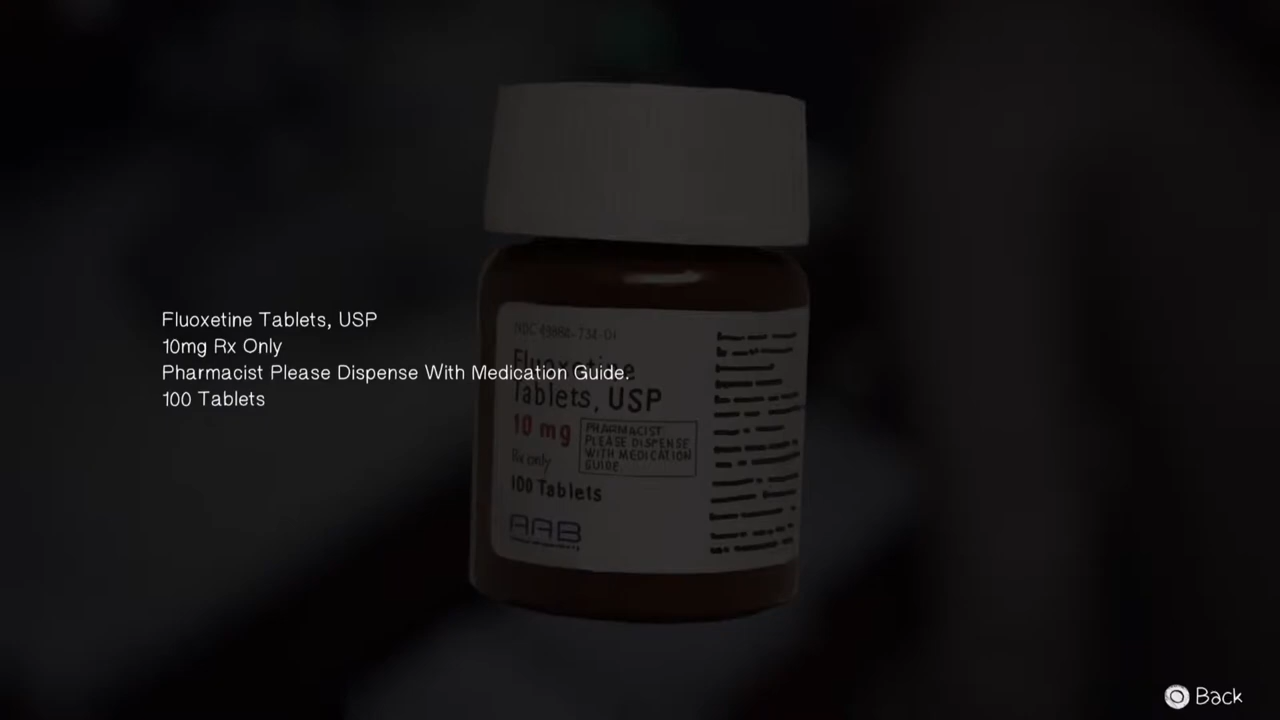 Fluoxetine Tablets, USP
10mg Rx Only
Pharmacist Please Dispense With Medication Guide.
100 Tablets
Fluoxetine
Tablets, USP
10 mg
PHARMACIST
PLEASE DISPENSE
WITH MEDICATION
GUIDE
Rx only
100 Tablets
AAB
Back